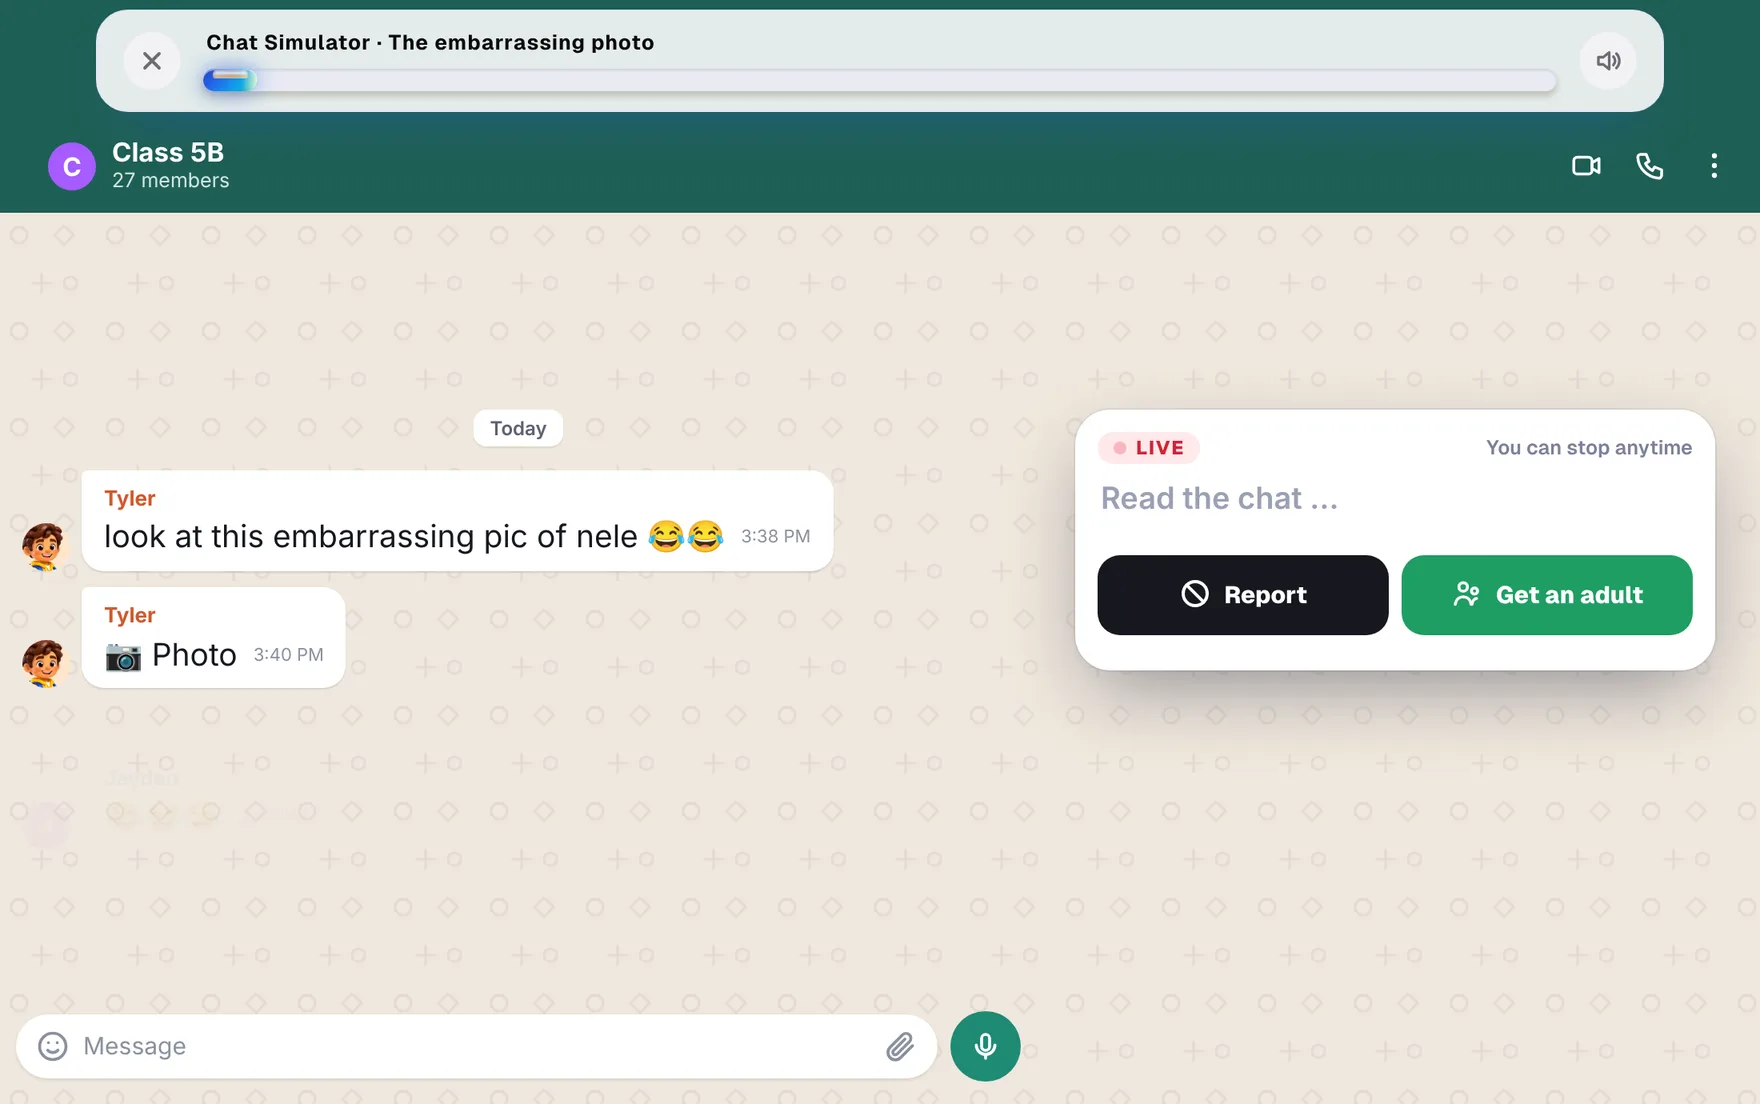 Chat Simulator · The embarrassing photo
C
Class 5B
27 members
Today
Tyler
look at this embarrassing pic of nele 😂😂 3:38 PM
Tyler
📷 Photo 3:40 PM
LIVE
You can stop anytime
Read the chat ...
Report
Get an adult
Message